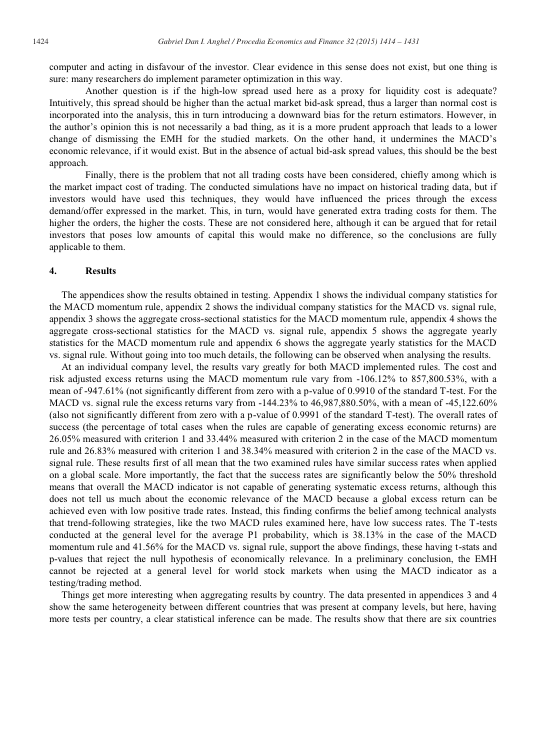 1424
Gabriel Dan I. Anghel / Procedia Economics and Finance 32 (2015) 1414 – 1431
computer and acting in disfavour of the investor. Clear evidence in this sense does not exist, but one thing is
sure: many researchers do implement parameter optimization in this way.
Another question is if the high-low spread used here as a proxy for liquidity cost is adequate?
Intuitively, this spread should be higher than the actual market bid-ask spread, thus a larger than normal cost is
incorporated into the analysis, this in turn introducing a downward bias for the return estimators. However, in
the author's opinion this is not necessarily a bad thing, as it is a more prudent approach that leads to a lower
change of dismissing the EMH for the studied markets. On the other hand, it undermines the MACD's
economic relevance, if it would exist. But in the absence of actual bid-ask spread values, this should be the best
approach.
Finally, there is the problem that not all trading costs have been considered, chiefly among which is
the market impact cost of trading. The conducted simulations have no impact on historical trading data, but if
investors would have used this techniques, they would have influenced the prices through the excess
demand/offer expressed in the market. This, in turn, would have generated extra trading costs for them. The
higher the orders, the higher the costs. These are not considered here, although it can be argued that for retail
investors that poses low amounts of capital this would make no difference, so the conclusions are fully
applicable to them.
4. Results
The appendices show the results obtained in testing. Appendix 1 shows the individual company statistics for
the MACD momentum rule, appendix 2 shows the individual company statistics for the MACD vs. signal rule,
appendix 3 shows the aggregate cross-sectional statistics for the MACD momentum rule, appendix 4 shows the
aggregate cross-sectional statistics for the MACD vs. signal rule, appendix 5 shows the aggregate yearly
statistics for the MACD momentum rule and appendix 6 shows the aggregate yearly statistics for the MACD
vs. signal rule. Without going into too much details, the following can be observed when analysing the results.
At an individual company level, the results vary greatly for both MACD implemented rules. The cost and
risk adjusted excess returns using the MACD momentum rule vary from -106.12% to 857,800.53%, with a
mean of -947.61% (not significantly different from zero with a p-value of 0.9910 of the standard T-test. For the
MACD vs. signal rule the excess returns vary from -144.23% to 46,987,880.50%, with a mean of -45,122.60%
(also not significantly different from zero with a p-value of 0.9991 of the standard T-test). The overall rates of
success (the percentage of total cases when the rules are capable of generating excess economic returns) are
26.05% measured with criterion 1 and 33.44% measured with criterion 2 in the case of the MACD momentum
rule and 26.83% measured with criterion 1 and 38.34% measured with criterion 2 in the case of the MACD vs.
signal rule. These results first of all mean that the two examined rules have similar success rates when applied
on a global scale. More importantly, the fact that the success rates are significantly below the 50% threshold
means that overall the MACD indicator is not capable of generating systematic excess returns, although this
does not tell us much about the economic relevance of the MACD because a global excess return can be
achieved even with low positive trade rates. Instead, this finding confirms the belief among technical analysts
that trend-following strategies, like the two MACD rules examined here, have low success rates. The T-tests
conducted at the general level for the average P1 probability, which is 38.13% in the case of the MACD
momentum rule and 41.56% for the MACD vs. signal rule, support the above findings, these having t-stats and
p-values that reject the null hypothesis of economically relevance. In a preliminary conclusion, the EMH
cannot be rejected at a general level for world stock markets when using the MACD indicator as a
testing/trading method.
Things get more interesting when aggregating results by country. The data presented in appendices 3 and 4
show the same heterogeneity between different countries that was present at company levels, but here, having
more tests per country, a clear statistical inference can be made. The results show that there are six countries